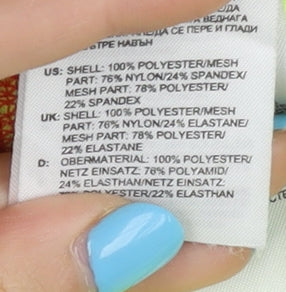 ВЕДНАГА
ДА СЕ ПЕРЕ И ГЛАДИ
НАВЪН
US: SHELL: 100% POLYESTER/MESH
PART: 76% NYLON/24% SPANDEX/
MESH PART: 78% POLYESTER/
22% SPANDEX
UK: SHELL: 100% POLYESTER/MESH
PART: 76% NYLON/24% ELASTANE/
MESH PART: 78% POLYESTER/
22% ELASTANE
D: OBERMATERIAL: 100% POLYESTER/
NETZ EINSATZ: 76% POLYAMID/
24% ELASTHAN/NETZ EINSATZ:
78% POLYESTER/22% ELASTHAN